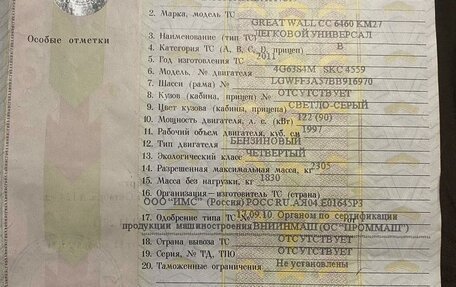 2. Марка, модель ТС
GREAT WALL CC 6460 KM27
Особые отметки
3. Наименование (тип ТС) ЛЕГКОВОЙ УНИВЕРСАЛ
4. Категория ТС (А, В, С, D, прицеп) B
5. Год изготовления ТС 2011
6. Модель, № двигателя 4G63S4M SKC 4559
7. Шасси (рама) № LGWFF3A57BB916970
8. Кузов (кабина, прицеп) № ОТСУТСТВУЕТ
9. Цвет кузова (кабины, прицепа) СВЕТЛО-СЕРЫЙ
10. Мощность двигателя, л. с. (кВт) 122 (90)
11. Рабочий объем двигателя, куб. см 1997
12. Тип двигателя БЕНЗИНОВЫЙ
13. Экологический класс ЧЕТВЕРТЫЙ
14. Разрешенная максимальная масса, кг 2305
15. Масса без нагрузки, кг 1830
16. Организация-изготовитель ТС (страна)
ООО "ИМС" (Россия) РОСС RU.АЯ04.Е01645Р3
17. Одобрение типа ТС № 17.09.10 Органом по сертификации
от
продукции машиностроения ВНИИНМАШ (ОС "ПРОММАШ")
18. Страна вывоза ТС ОТСУТСТВУЕТ
19. Серия, № ТД, ТПО ОТСУТСТВУЕТ
20. Таможенные ограничения Не установлены